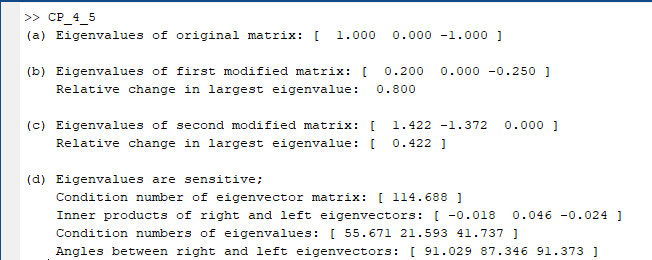 >> CP_4_5
(a) Eigenvalues of original matrix: [ 1.000 0.000 -1.000 ]
(b) Eigenvalues of first modified matrix: [ 0.200 0.000 -0.250 ]
Relative change in largest eigenvalue: 0.800
(c) Eigenvalues of second modified matrix: [ 1.422 -1.372 0.000 ]
Relative change in largest eigenvalue: [ 0.422 ]
(d) Eigenvalues are sensitive;
Condition number of eigenvector matrix: [ 114.688 ]
Inner products of right and left eigenvectors: [ -0.018 0.046 -0.024 ]
Condition numbers of eigenvalues: [ 55.671 21.593 41.737 ]
Angles between right and left eigenvectors: [ 91.029 87.346 91.373 ]